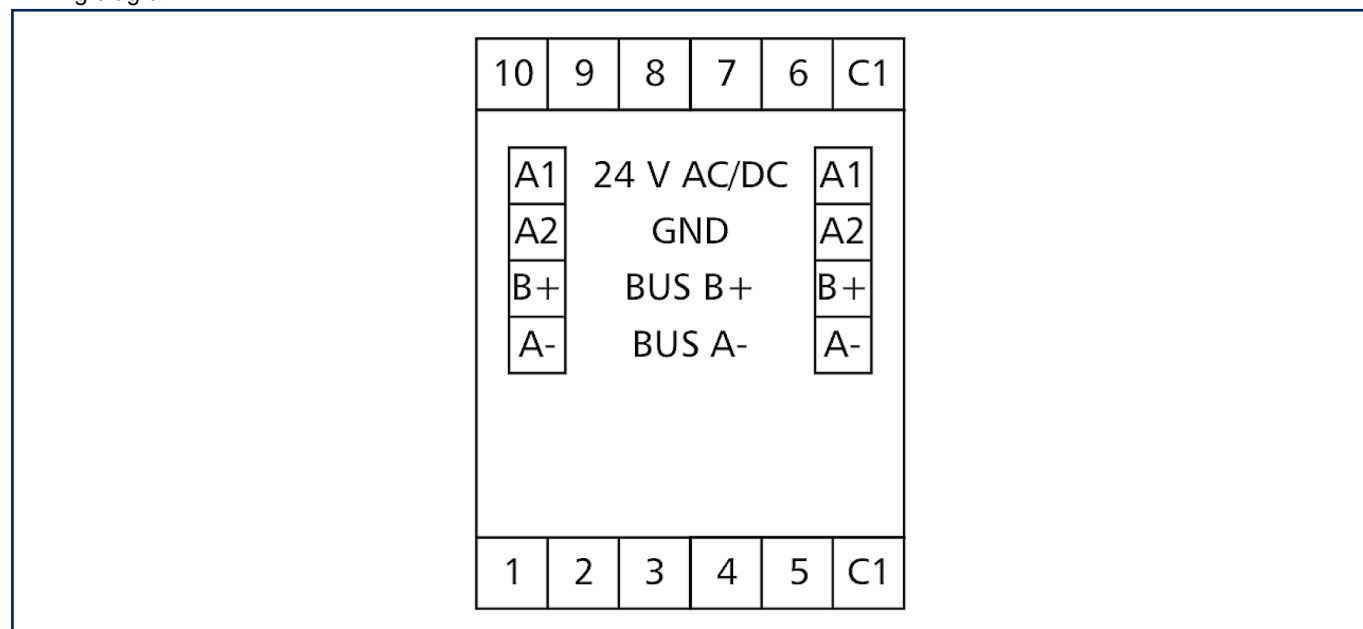 10 9 8 7 6 C1
A1 24 V AC/DC A1
A2 GND A2
B+ BUS B+ B+
A- BUS A- A-
1 2 3 4 5 C1